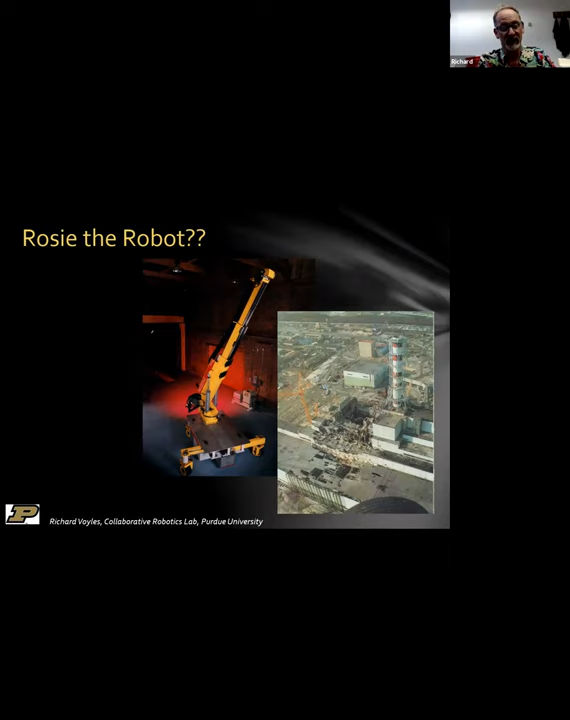 Richard
Rosie the Robot??
P
Richard Voyles, Collaborative Robotics Lab, Purdue University